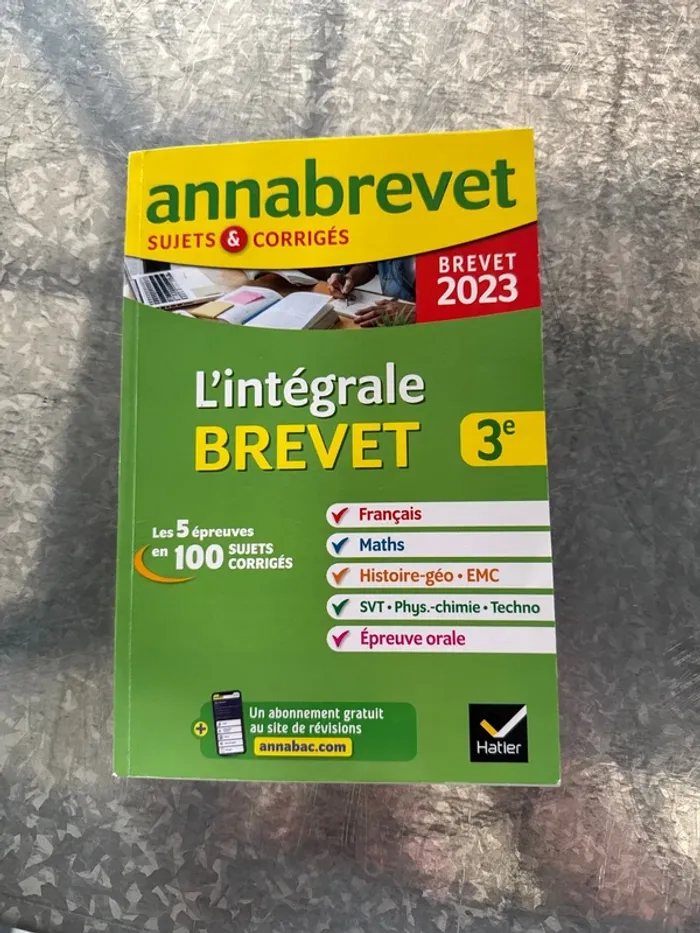 annabrevet
SUJETS & CORRIGÉS
BREVET
2023
L'intégrale
BREVET
3e
Les 5 épreuves
en 100 SUJETS
CORRIGÉS
Français
Maths
Histoire-géo • EMC
SVT • Phys.-chimie • Techno
Épreuve orale
+ Un abonnement gratuit
au site de révisions
annabac.com
Hatier